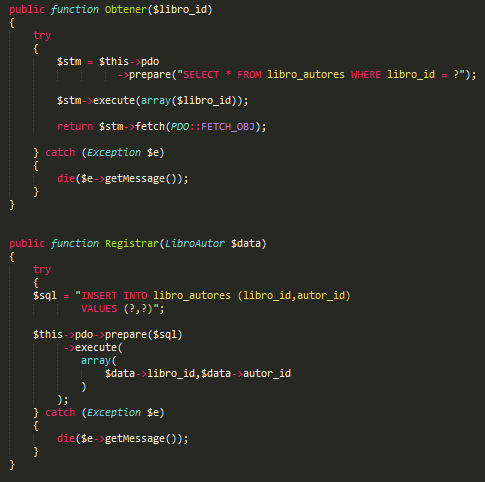 public function Obtener($libro_id)
{
try
{
$stm = $this->pdo
->prepare("SELECT * FROM libro_autores WHERE libro_id = ?");
$stm->execute(array($libro_id));
return $stm->fetch(PDO::FETCH_OBJ);
} catch (Exception $e)
{
die($e->getMessage());
}
}
public function Registrar(LibroAutor $data)
{
try
{
$sql = "INSERT INTO libro_autores (libro_id,autor_id)
VALUES (?,?)";
$this->pdo->prepare($sql)
->execute(
array(
$data->libro_id,$data->autor_id
)
);
} catch (Exception $e)
{
die($e->getMessage());
}
}